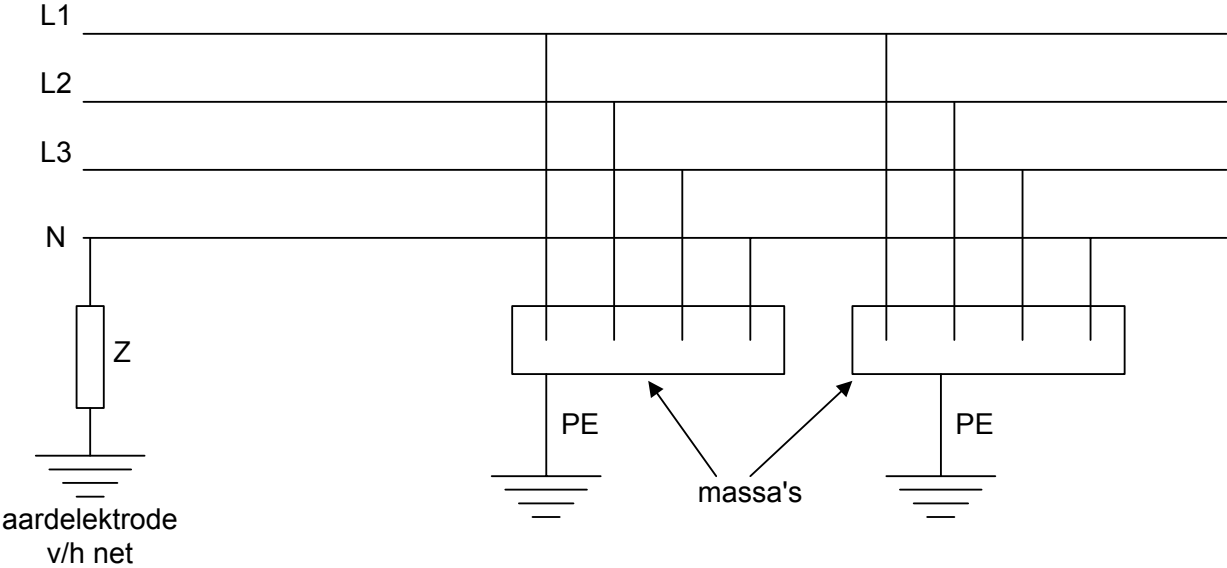 L1
L2
L3
N
Z
PE
PE
massa's
aardelektrode
v/h net